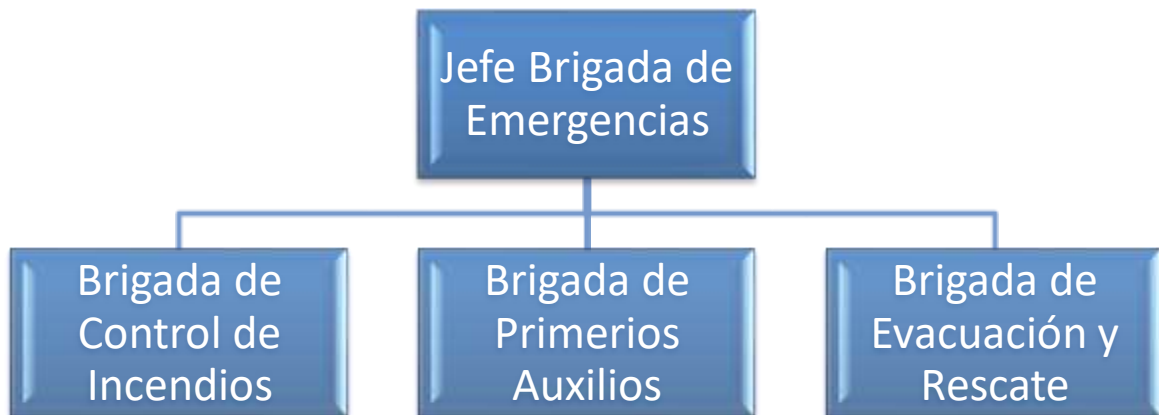 Jefe Brigada de
Emergencias
Brigada de
Control de
Incendios
Brigada de
Primerios
Auxilios
Brigada de
Evacuación y
Rescate